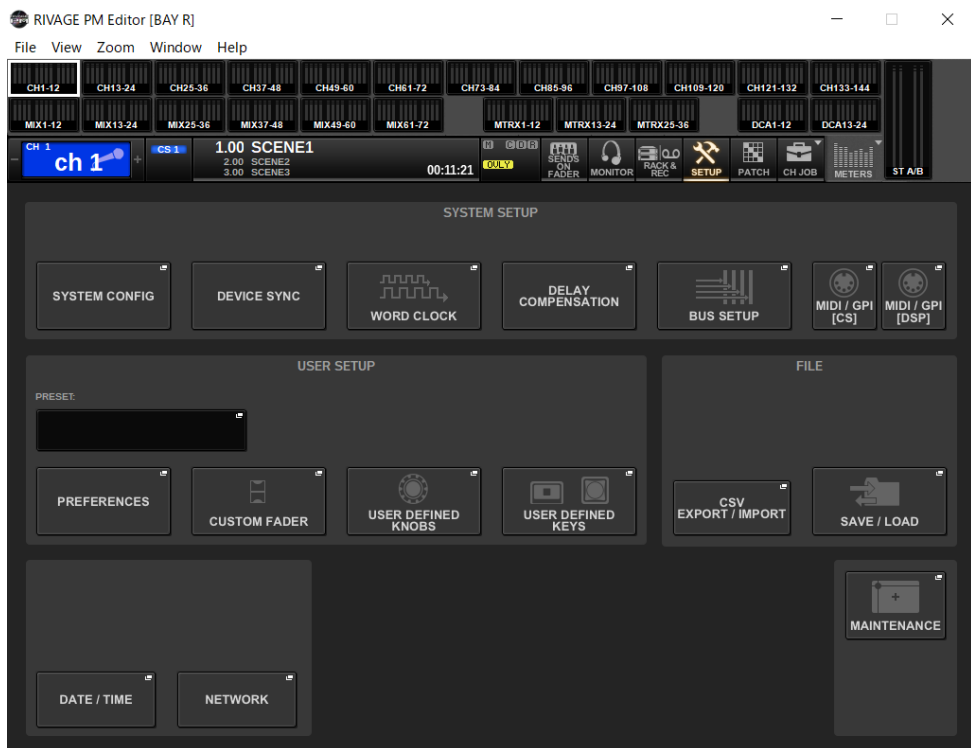 RIVAGE PM Editor [BAY R]
File View Zoom Window Help
CH1-12 CH13-24 CH25-36 CH37-48 CH49-60 CH61-72 CH73-84 CH85-96 CH97-108 CH109-120 CH121-132 CH133-144
MIX1-12 MIX13-24 MIX25-36 MIX37-48 MIX49-60 MIX61-72 MTRX1-12 MTRX13-24 MTRX25-36 DCA1-12 DCA13-24
CH 1
ch 1
CS 1
1.00 SCENE1
2.00 SCENE2
3.00 SCENE3
00:11:21
OVLY
SENDS
ON
FADER
MONITOR
RACK &
REC
SETUP
PATCH
CH JOB
METERS
ST A/B
SYSTEM SETUP
SYSTEM CONFIG
DEVICE SYNC
WORD CLOCK
DELAY
COMPENSATION
BUS SETUP
MIDI / GPI
[CS]
MIDI / GPI
[DSP]
USER SETUP
PRESET:
PREFERENCES
CUSTOM FADER
USER DEFINED
KNOBS
USER DEFINED
KEYS
FILE
CSV
EXPORT / IMPORT
SAVE / LOAD
DATE / TIME
NETWORK
MAINTENANCE